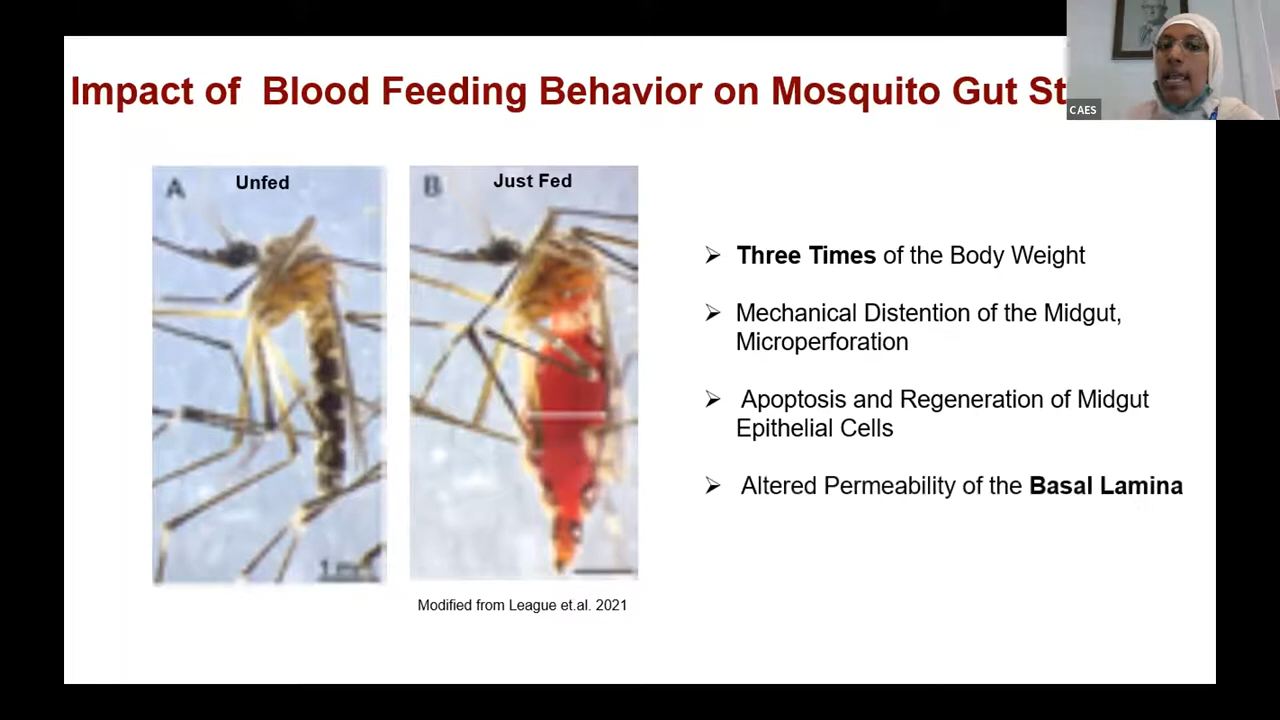 Impact of Blood Feeding Behavior on Mosquito Gut St
CAES
A Unfed
B Just Fed
➢ Three Times of the Body Weight
➢ Mechanical Distention of the Midgut,
Microperforation
➢ Apoptosis and Regeneration of Midgut
Epithelial Cells
➢ Altered Permeability of the Basal Lamina
Modified from League et.al. 2021